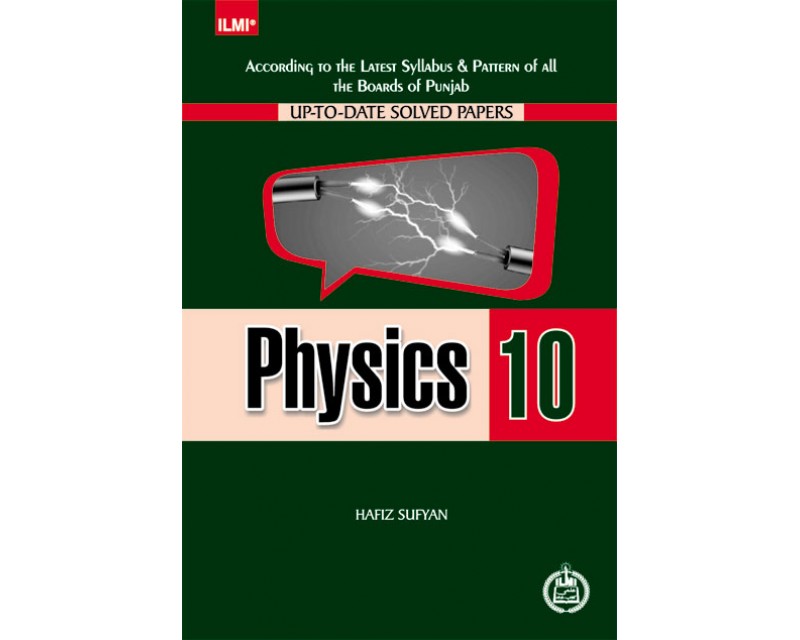 ILMI®
According to the Latest Syllabus & Pattern of all
the Boards of Punjab
UP-TO-DATE SOLVED PAPERS
Physics 10
HAFIZ SUFYAN
ILMI